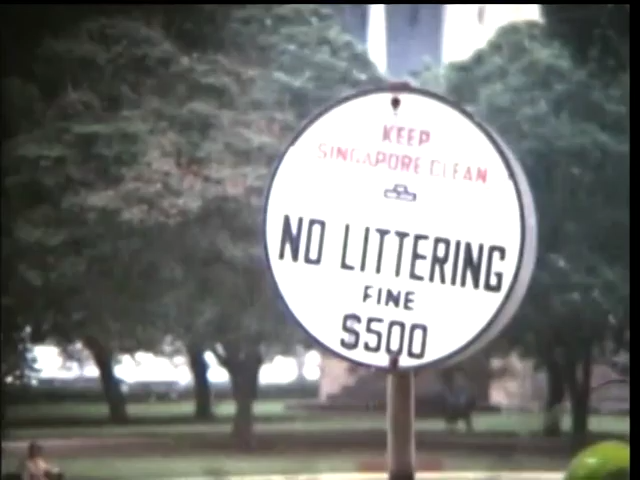 KEEP
SINGAPORE CLEAN
NO LITTERING
FINE
$500